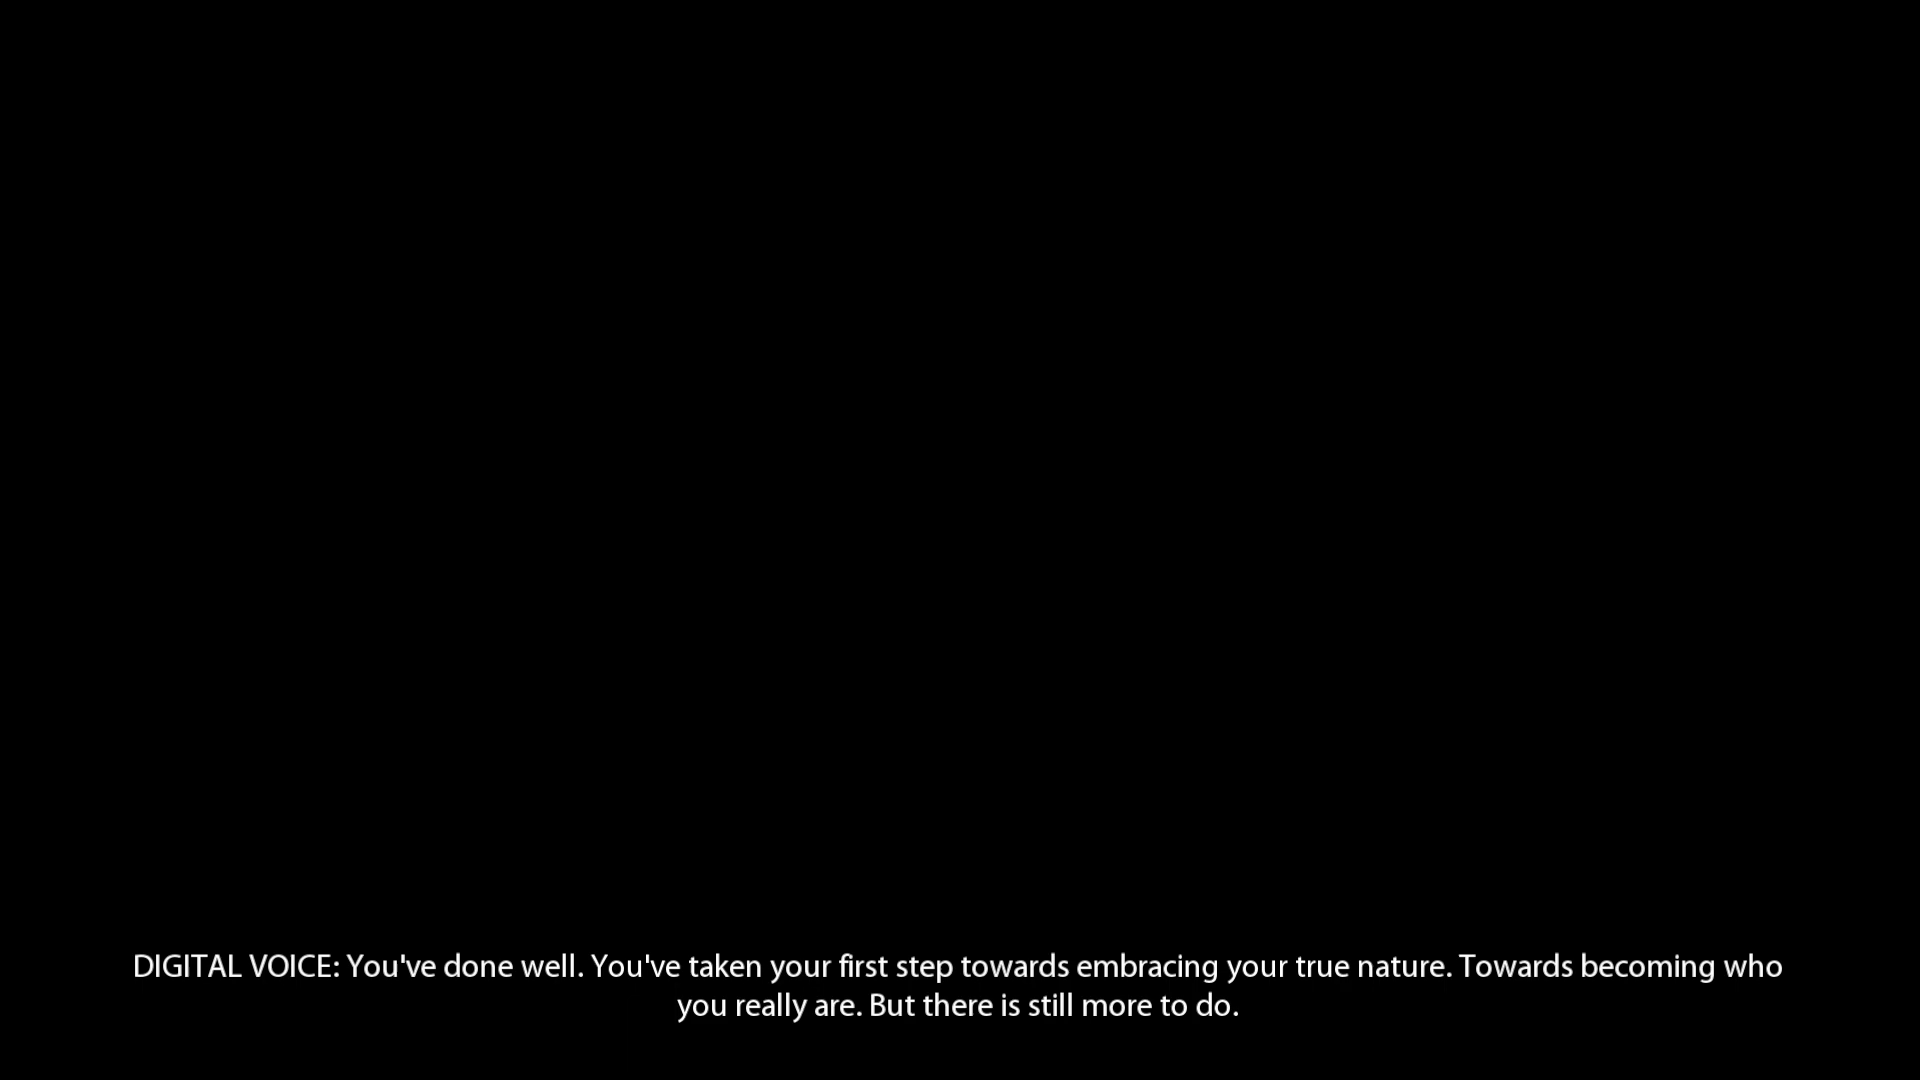 DIGITAL VOICE: You've done well. You've taken your first step towards embracing your true nature. Towards becoming who
you really are. But there is still more to do.